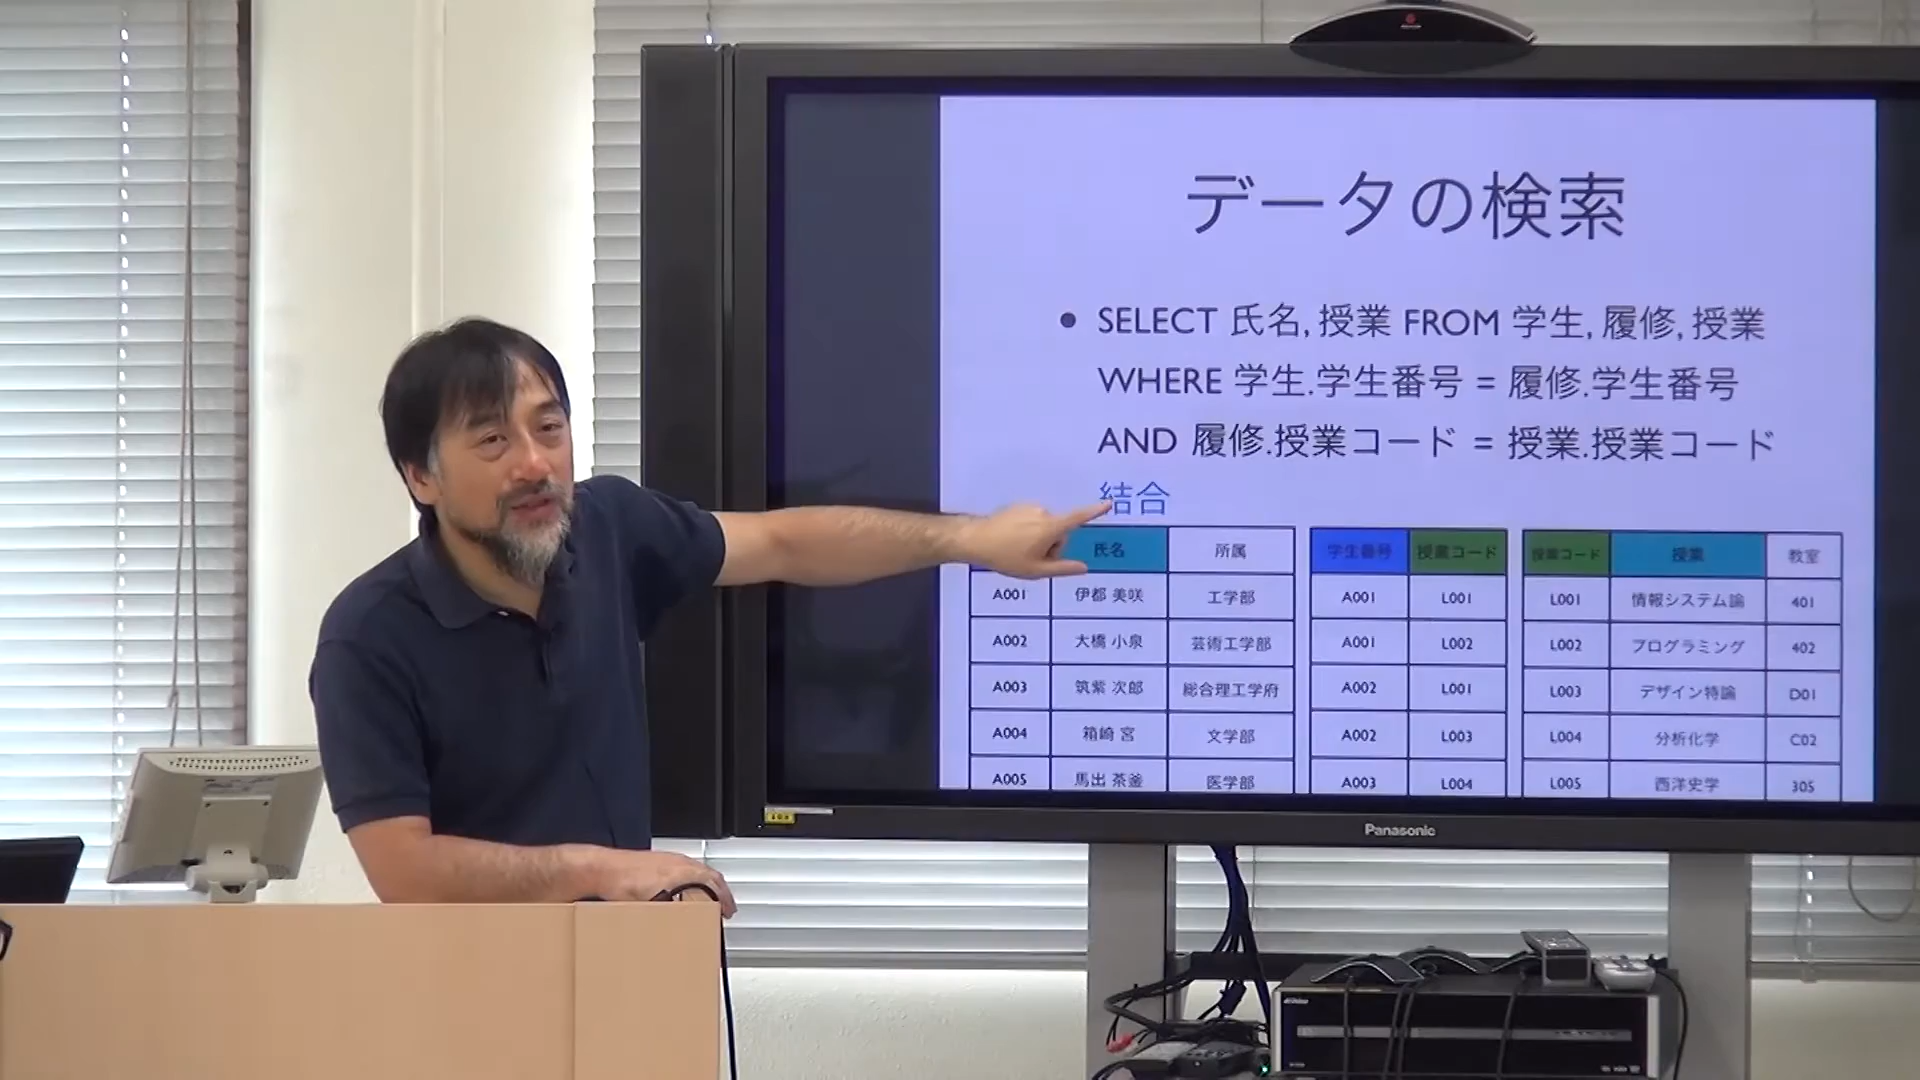 データの検索
• SELECT 氏名, 授業 FROM 学生, 履修, 授業
WHERE 学生.学生番号 = 履修.学生番号
AND 履修.授業コード = 授業.授業コード
結合
氏名 所属
A001 伊都 美咲 工学部
A002 大橋 小泉 芸術工学部
A003 筑紫 次郎 総合理工学府
A004 箱崎 宮 文学部
A005 馬出 茶釜 医学部
学生番号 授業コード
A001 L001
A001 L002
A002 L001
A002 L003
A003 L004
授業コード 授業 教室
L001 情報システム論 401
L002 プログラミング 402
L003 デザイン特論 D01
L004 分析化学 C02
L005 西洋史学 305
Panasonic